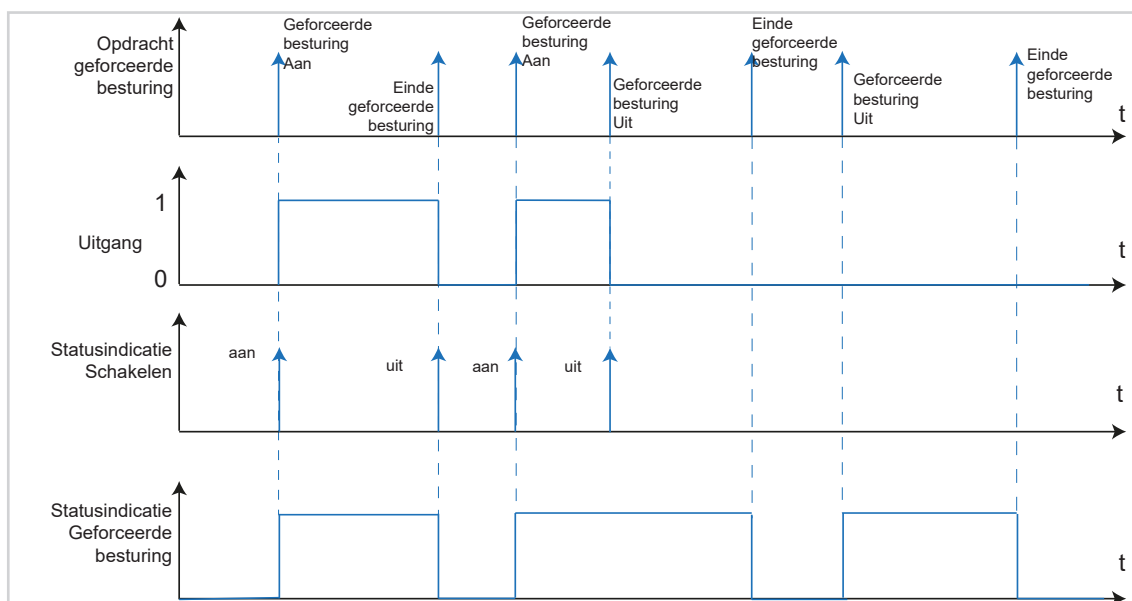 Opdracht
geforceerde
besturing
Geforceerde
besturing
Aan
Einde
geforceerde
besturing
Geforceerde
besturing
Aan
Geforceerde
besturing
Uit
Einde
geforceerde
besturing
Geforceerde
besturing
Uit
Einde
geforceerde
besturing
t
Uitgang
1
0
t
Statusindicatie
Schakelen
aan
uit
aan
uit
t
Statusindicatie
Geforceerde
besturing
t